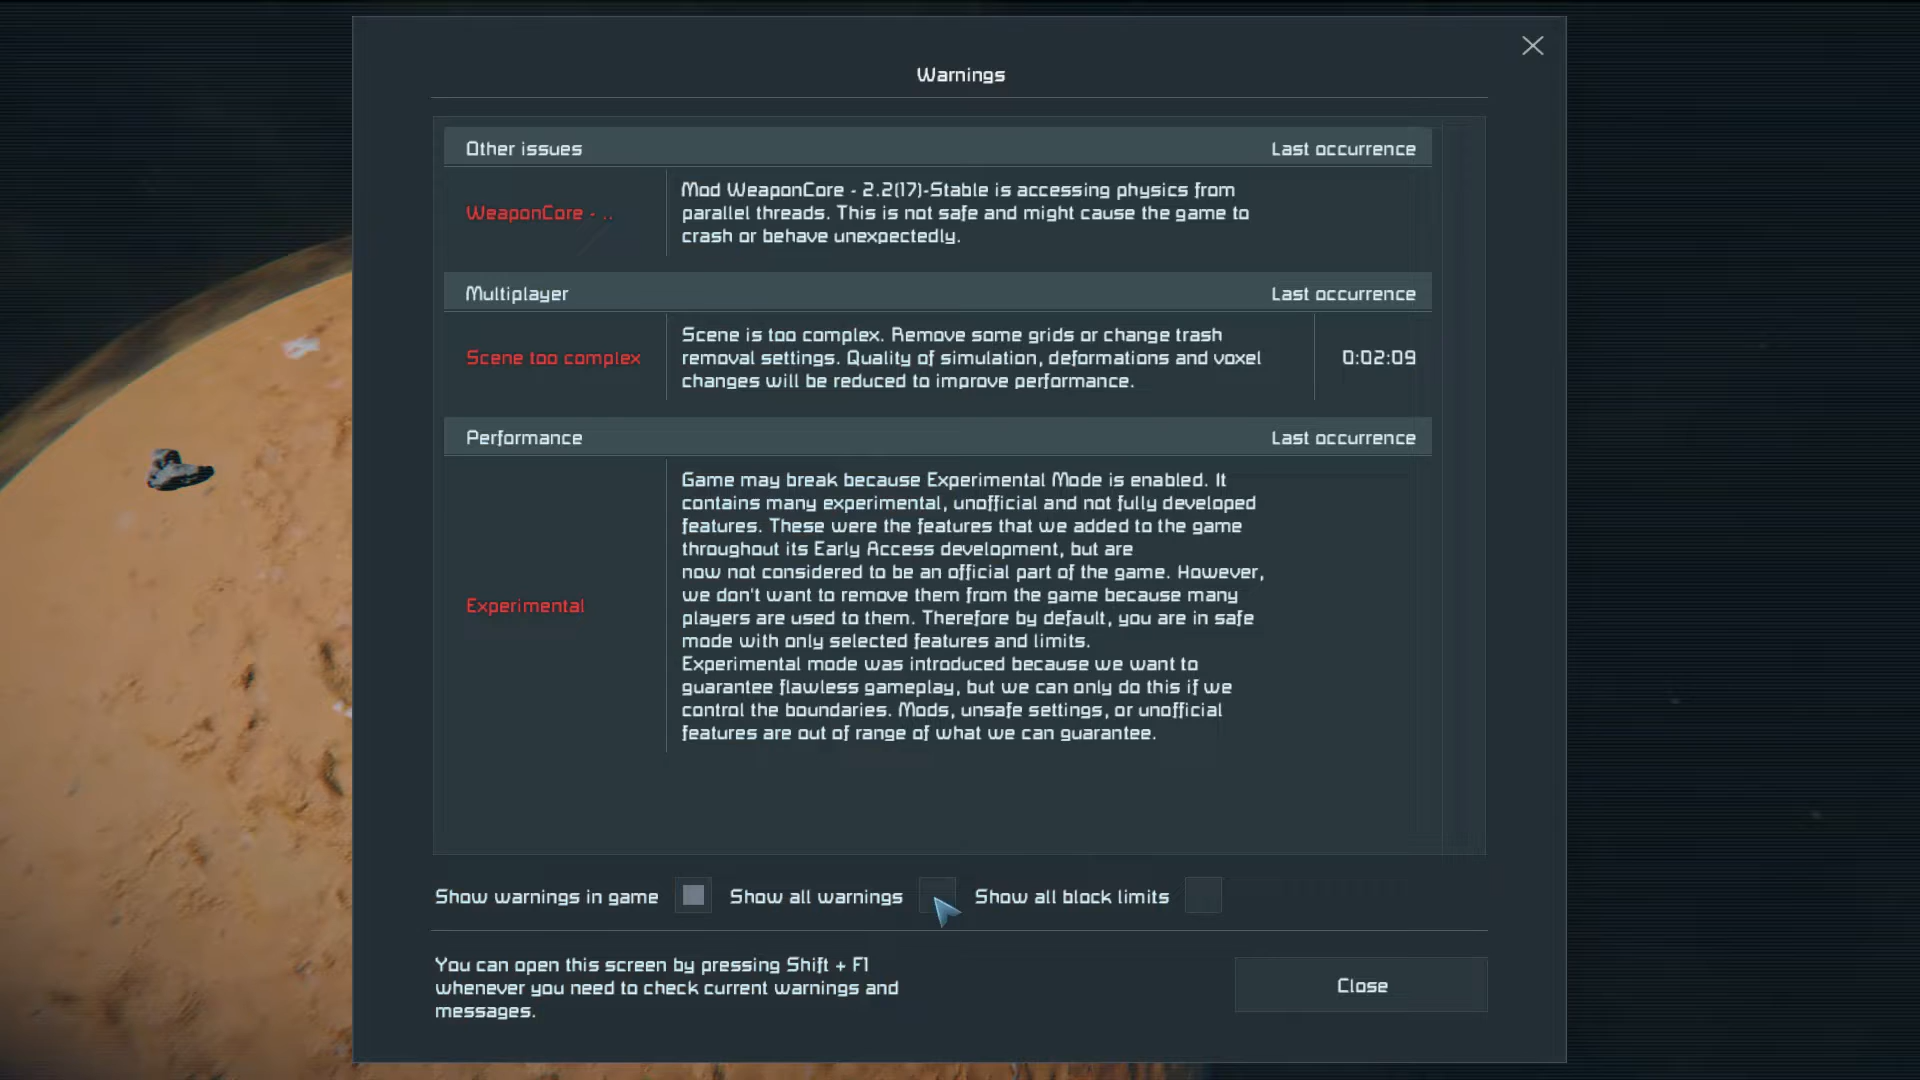 Warnings
Other issues Last occurrence
WeaponCore - ..
Mod WeaponCore - 2.2(17)-Stable is accessing physics from
parallel threads. This is not safe and might cause the game to
crash or behave unexpectedly.
Multiplayer Last occurrence
Scene too complex
Scene is too complex. Remove some grids or change trash
removal settings. Quality of simulation, deformations and voxel
changes will be reduced to improve performance.
0:02:09
Performance Last occurrence
Experimental
Game may break because Experimental Mode is enabled. It
contains many experimental, unofficial and not fully developed
features. These were the features that we added to the game
throughout its Early Access development, but are
now not considered to be an official part of the game. However,
we don't want to remove them from the game because many
players are used to them. Therefore by default, you are in safe
mode with only selected features and limits.
Experimental mode was introduced because we want to
guarantee flawless gameplay, but we can only do this if we
control the boundaries. Mods, unsafe settings, or unofficial
features are out of range of what we can guarantee.
Show warnings in game Show all warnings Show all block limits
You can open this screen by pressing Shift + F1
whenever you need to check current warnings and
messages.
Close